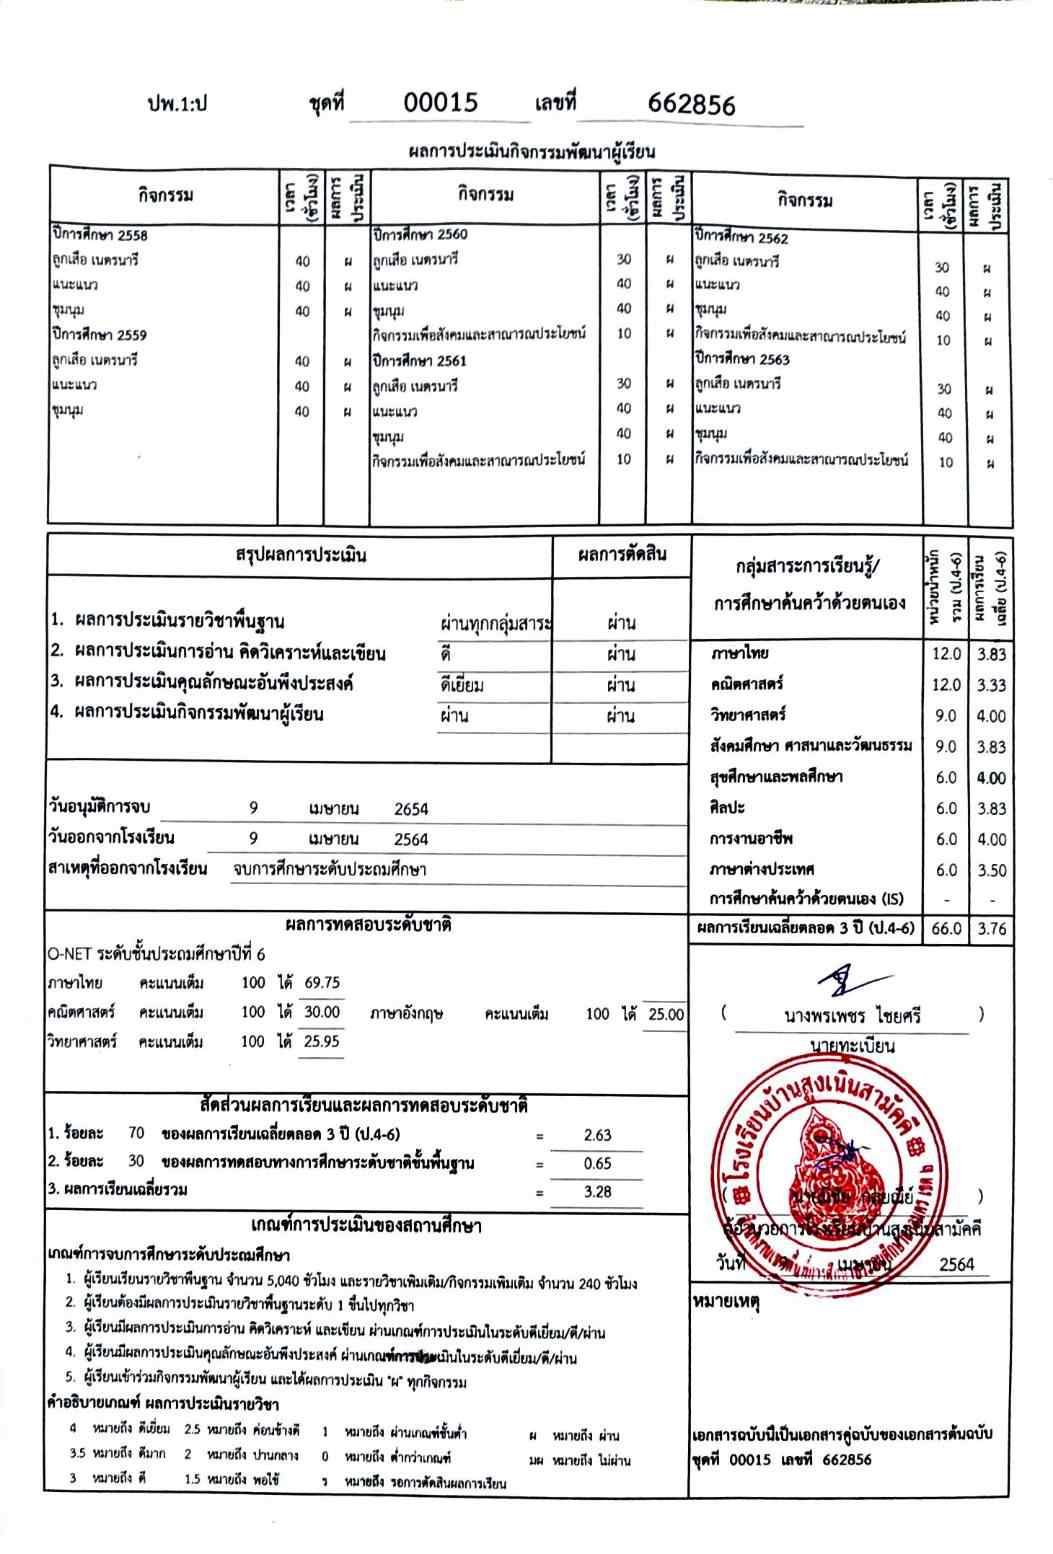 ปพ.1:ป ชุดที่ 00015 เลขที่ 662856
ผลการประเมินกิจกรรมพัฒนาผู้เรียน
กิจกรรม เวลา (ชั่วโมง) ผลการประเมิน กิจกรรม เวลา (ชั่วโมง) ผลการประเมิน กิจกรรม เวลา (ชั่วโมง) ผลการประเมิน
ปีการศึกษา 2558 ปีการศึกษา 2560 ปีการศึกษา 2562
ลูกเสือ เนตรนารี 40 ผ ลูกเสือ เนตรนารี 30 ผ ลูกเสือ เนตรนารี 30 ผ
แนะแนว 40 ผ แนะแนว 40 ผ แนะแนว 40 ผ
ชุมนุม 40 ผ ชุมนุม 40 ผ ชุมนุม 40 ผ
ปีการศึกษา 2559 กิจกรรมเพื่อสังคมและสาณารณประโยชน์ 10 ผ กิจกรรมเพื่อสังคมและสาณารณประโยชน์ 10 ผ
ลูกเสือ เนตรนารี 40 ผ ปีการศึกษา 2561 ปีการศึกษา 2563
แนะแนว 40 ผ ลูกเสือ เนตรนารี 30 ผ ลูกเสือ เนตรนารี 30 ผ
ชุมนุม 40 ผ แนะแนว 40 ผ แนะแนว 40 ผ
ชุมนุม 40 ผ ชุมนุม 40 ผ
กิจกรรมเพื่อสังคมและสาณารณประโยชน์ 10 ผ กิจกรรมเพื่อสังคมและสาณารณประโยชน์ 10 ผ
สรุปผลการประเมิน ผลการตัดสิน
1. ผลการประเมินรายวิชาพื้นฐาน ผ่านทุกกลุ่มสาระ ผ่าน
2. ผลการประเมินการอ่าน คิดวิเคราะห์และเขียน ดี ผ่าน
3. ผลการประเมินคุณลักษณะอันพึงประสงค์ ดีเยี่ยม ผ่าน
4. ผลการประเมินกิจกรรมพัฒนาผู้เรียน ผ่าน ผ่าน
วันอนุมัติการจบ 9 เมษายน 2654
วันออกจากโรงเรียน 9 เมษายน 2564
สาเหตุที่ออกจากโรงเรียน จบการศึกษาระดับประถมศึกษา
กลุ่มสาระการเรียนรู้/
การศึกษาค้นคว้าด้วยตนเอง หน่วยน้ำหนักรวม (ป.4-6) ผลการเรียนเฉลี่ย (ป.4-6)
ภาษาไทย 12.0 3.83
คณิตศาสตร์ 12.0 3.33
วิทยาศาสตร์ 9.0 4.00
สังคมศึกษา ศาสนาและวัฒนธรรม 9.0 3.83
สุขศึกษาและพลศึกษา 6.0 4.00
ศิลปะ 6.0 3.83
การงานอาชีพ 6.0 4.00
ภาษาต่างประเทศ 6.0 3.50
การศึกษาค้นคว้าด้วยตนเอง (IS) - -
ผลการเรียนเฉลี่ยตลอด 3 ปี (ป.4-6) 66.0 3.76
ผลการทดสอบระดับชาติ
O-NET ระดับชั้นประถมศึกษาปีที่ 6
ภาษาไทย คะแนนเต็ม 100 ได้ 69.75
คณิตศาสตร์ คะแนนเต็ม 100 ได้ 30.00 ภาษาอังกฤษ คะแนนเต็ม 100 ได้ 25.00
วิทยาศาสตร์ คะแนนเต็ม 100 ได้ 25.95
สัดส่วนผลการเรียนและผลการทดสอบระดับชาติ
1. ร้อยละ 70 ของผลการเรียนเฉลี่ยตลอด 3 ปี (ป.4-6) = 2.63
2. ร้อยละ 30 ของผลการทดสอบทางการศึกษาระดับชาติขั้นพื้นฐาน = 0.65
3. ผลการเรียนเฉลี่ยรวม = 3.28
( นางพรเพชร ไชยศรี )
นายทะเบียน
โรงเรียนบ้านสูงเนินสามัคคี
ผู้อำนวยการโรงเรียนบ้านสูงเนินสามัคคี
วันที่ เมษายน 2564
เกณฑ์การประเมินของสถานศึกษา
เกณฑ์การจบการศึกษาระดับประถมศึกษา
1. ผู้เรียนเรียนรายวิชาพื้นฐาน จำนวน 5,040 ชั่วโมง และรายวิชาเพิ่มเติม/กิจกรรมเพิ่มเติม จำนวน 240 ชั่วโมง
2. ผู้เรียนต้องมีผลการประเมินรายวิชาพื้นฐานระดับ 1 ขึ้นไปทุกวิชา
3. ผู้เรียนมีผลการประเมินการอ่าน คิดวิเคราะห์ และเขียน ผ่านเกณฑ์การประเมินในระดับดีเยี่ยม/ดี/ผ่าน
4. ผู้เรียนมีผลการประเมินคุณลักษณะอันพึงประสงค์ ผ่านเกณฑ์การประเมินในระดับดีเยี่ยม/ดี/ผ่าน
5. ผู้เรียนเข้าร่วมกิจกรรมพัฒนาผู้เรียน และได้ผลการประเมิน "ผ" ทุกกิจกรรม
คำอธิบายเกณฑ์ ผลการประเมินรายวิชา
4 หมายถึง ดีเยี่ยม 2.5 หมายถึง ค่อนข้างดี 1 หมายถึง ผ่านเกณฑ์ขั้นต่ำ ผ หมายถึง ผ่าน
3.5 หมายถึง ดีมาก 2 หมายถึง ปานกลาง 0 หมายถึง ต่ำกว่าเกณฑ์ มผ หมายถึง ไม่ผ่าน
3 หมายถึง ดี 1.5 หมายถึง พอใช้ ร หมายถึง รอการตัดสินผลการเรียน
หมายเหตุ
เอกสารฉบับนี้เป็นเอกสารคู่ฉบับของเอกสารต้นฉบับ
ชุดที่ 00015 เลขที่ 662856